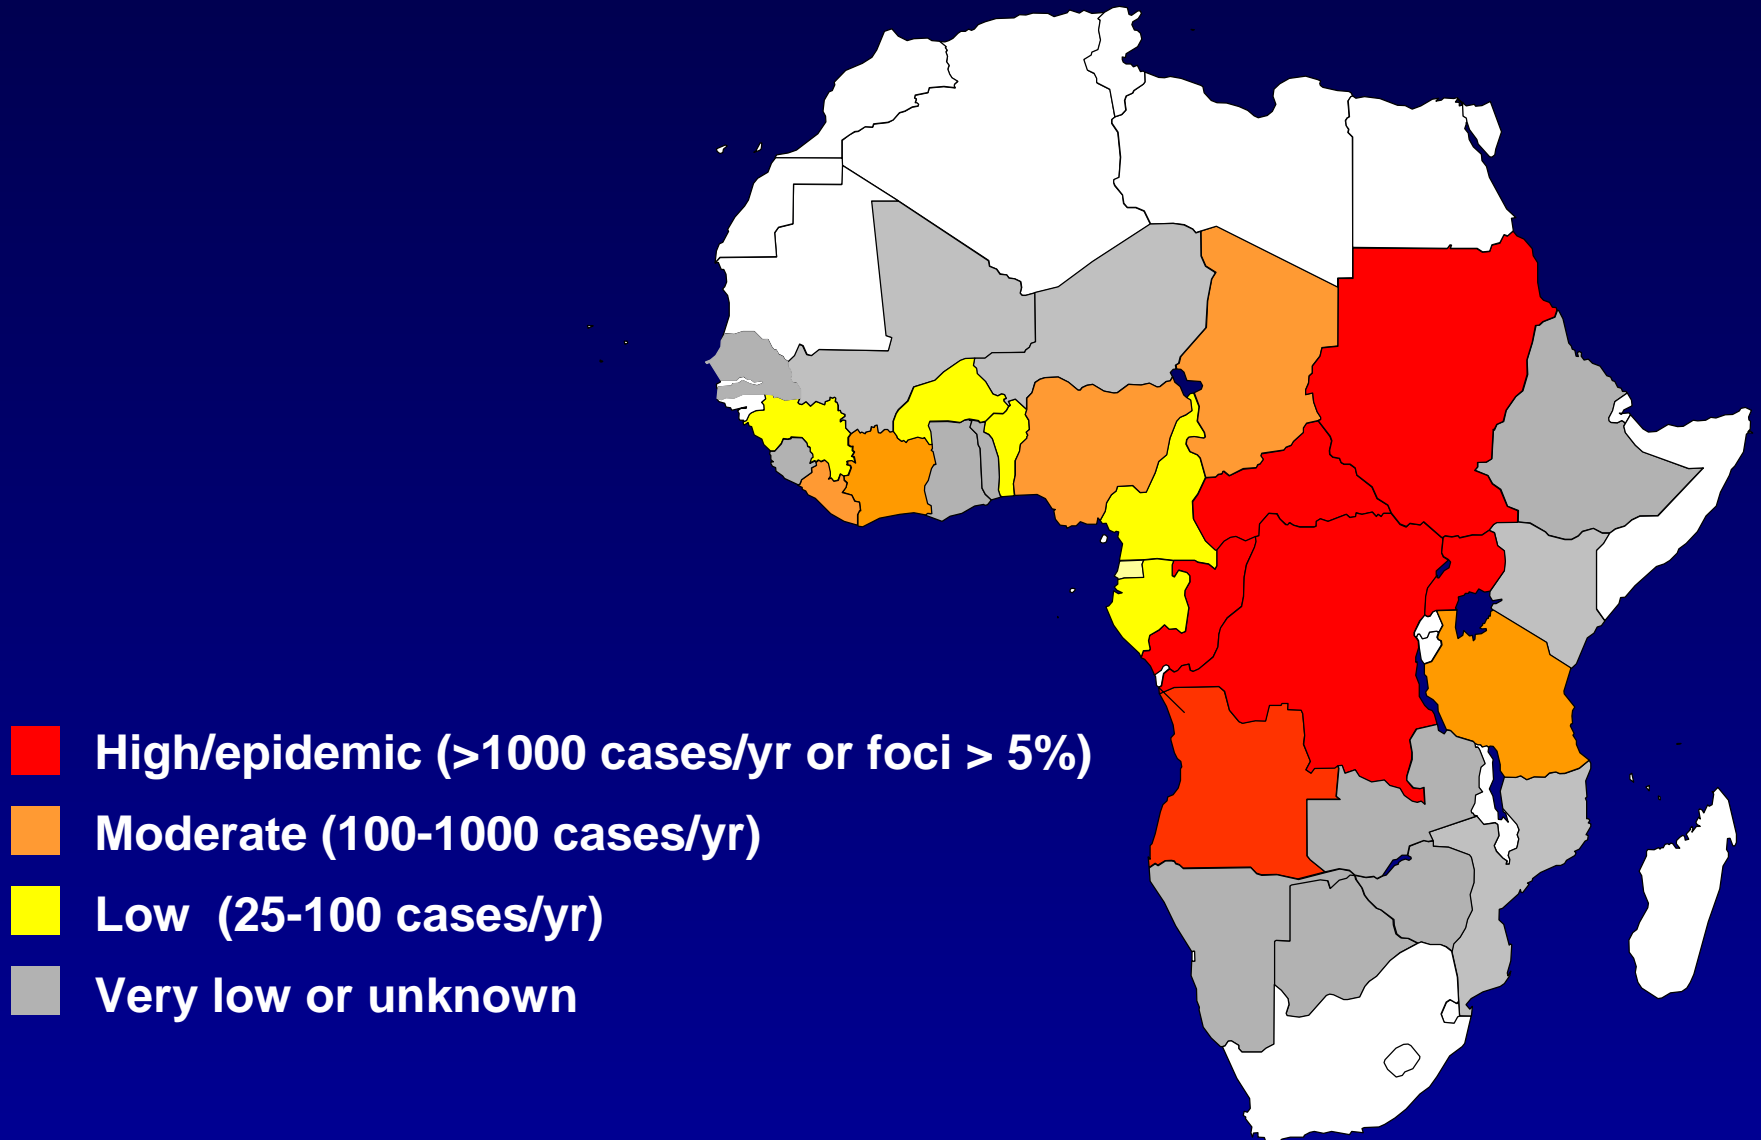 High/epidemic (>1000 cases/yr or foci > 5%)
Moderate (100-1000 cases/yr)
Low  (25-100 cases/yr)
Very low or unknown